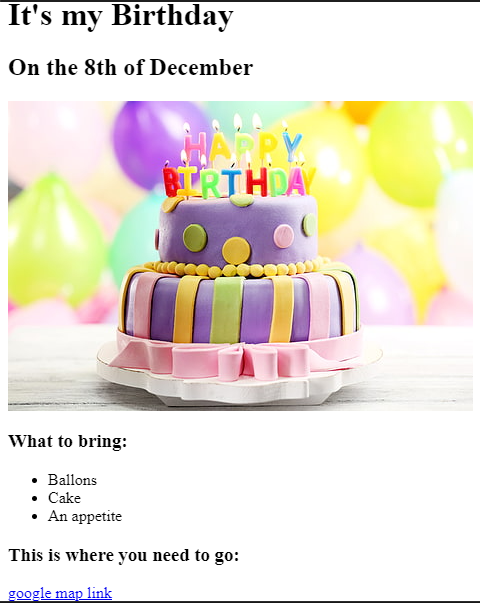 It's my Birthday
On the 8th of December
HAPPY
BIRTHDAY
What to bring:
Ballons
Cake
An appetite
This is where you need to go:
google map link